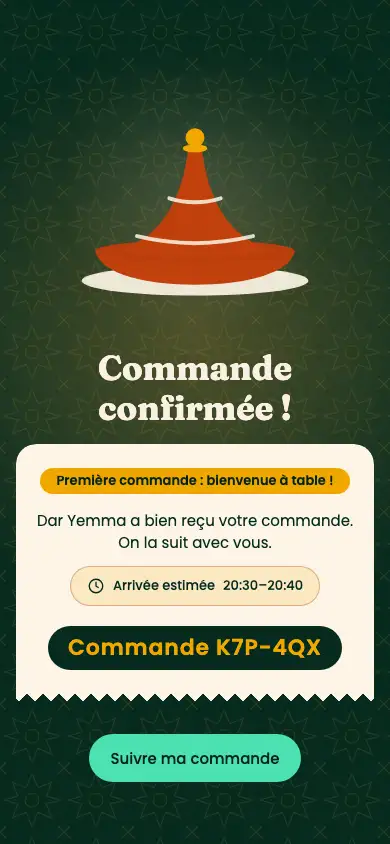 Commande
confirmée !
Première commande : bienvenue à table !
Dar Yemma a bien reçu votre commande.
On la suit avec vous.
Arrivée estimée 20:30–20:40
Commande K7P-4QX
Suivre ma commande